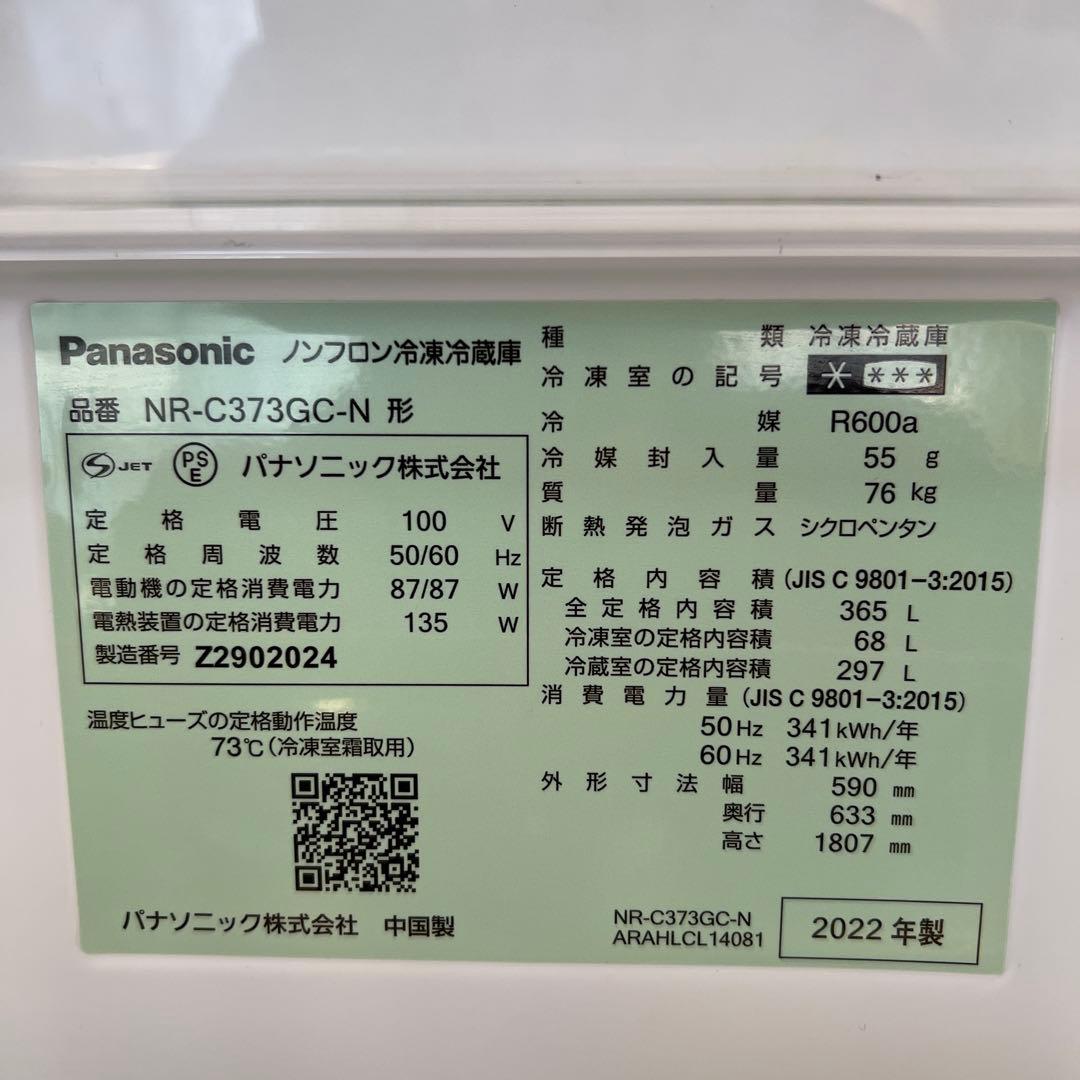 Panasonic ノンフロン冷凍冷蔵庫
品番 NR-C373GC-N 形
JET PSE パナソニック株式会社
定格電圧 100 V
定格周波数 50/60 Hz
電動機の定格消費電力 87/87 W
電熱装置の定格消費電力 135 W
製造番号 Z2902024
温度ヒューズの定格動作温度
73℃(冷凍室霜取用)
パナソニック株式会社 中国製
種類 冷凍冷蔵庫
冷凍室の記号 * ***
冷媒 R600a
冷媒封入量 55 g
質量 76 kg
断熱発泡ガス シクロペンタン
定格内容積 (JIS C 9801-3:2015)
全定格内容積 365 L
冷凍室の定格内容積 68 L
冷蔵室の定格内容積 297 L
消費電力量 (JIS C 9801-3:2015)
50Hz 341kWh/年
60Hz 341kWh/年
外形寸法幅 590 mm
奥行 633 mm
高さ 1807 mm
NR-C373GC-N
ARAHLCL14081
2022年製